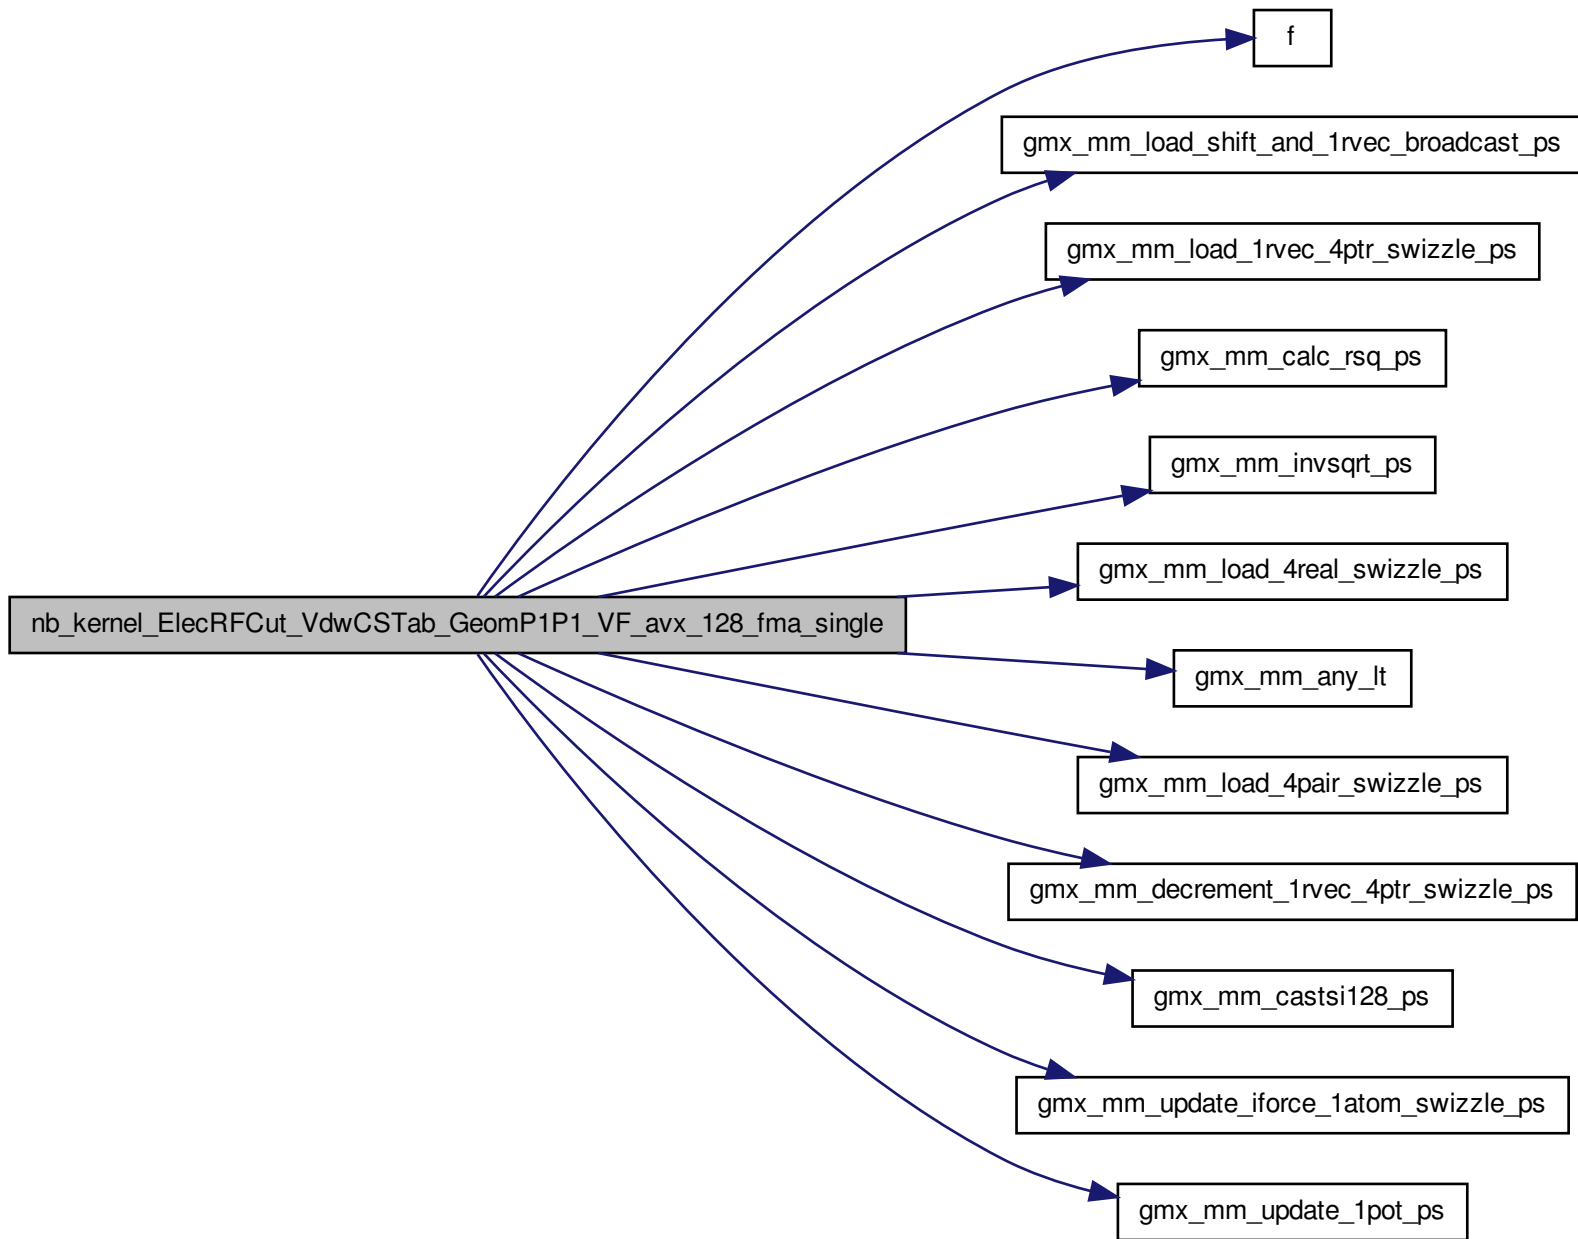 f
gmx_mm_load_shift_and_1rvec_broadcast_ps
gmx_mm_load_1rvec_4ptr_swizzle_ps
gmx_mm_calc_rsq_ps
gmx_mm_invsqrt_ps
gmx_mm_load_4real_swizzle_ps
nb_kernel_ElecRFCut_VdwCSTab_GeomP1P1_VF_avx_128_fma_single
gmx_mm_any_lt
gmx_mm_load_4pair_swizzle_ps
gmx_mm_decrement_1rvec_4ptr_swizzle_ps
gmx_mm_castsi128_ps
gmx_mm_update_iforce_1atom_swizzle_ps
gmx_mm_update_1pot_ps